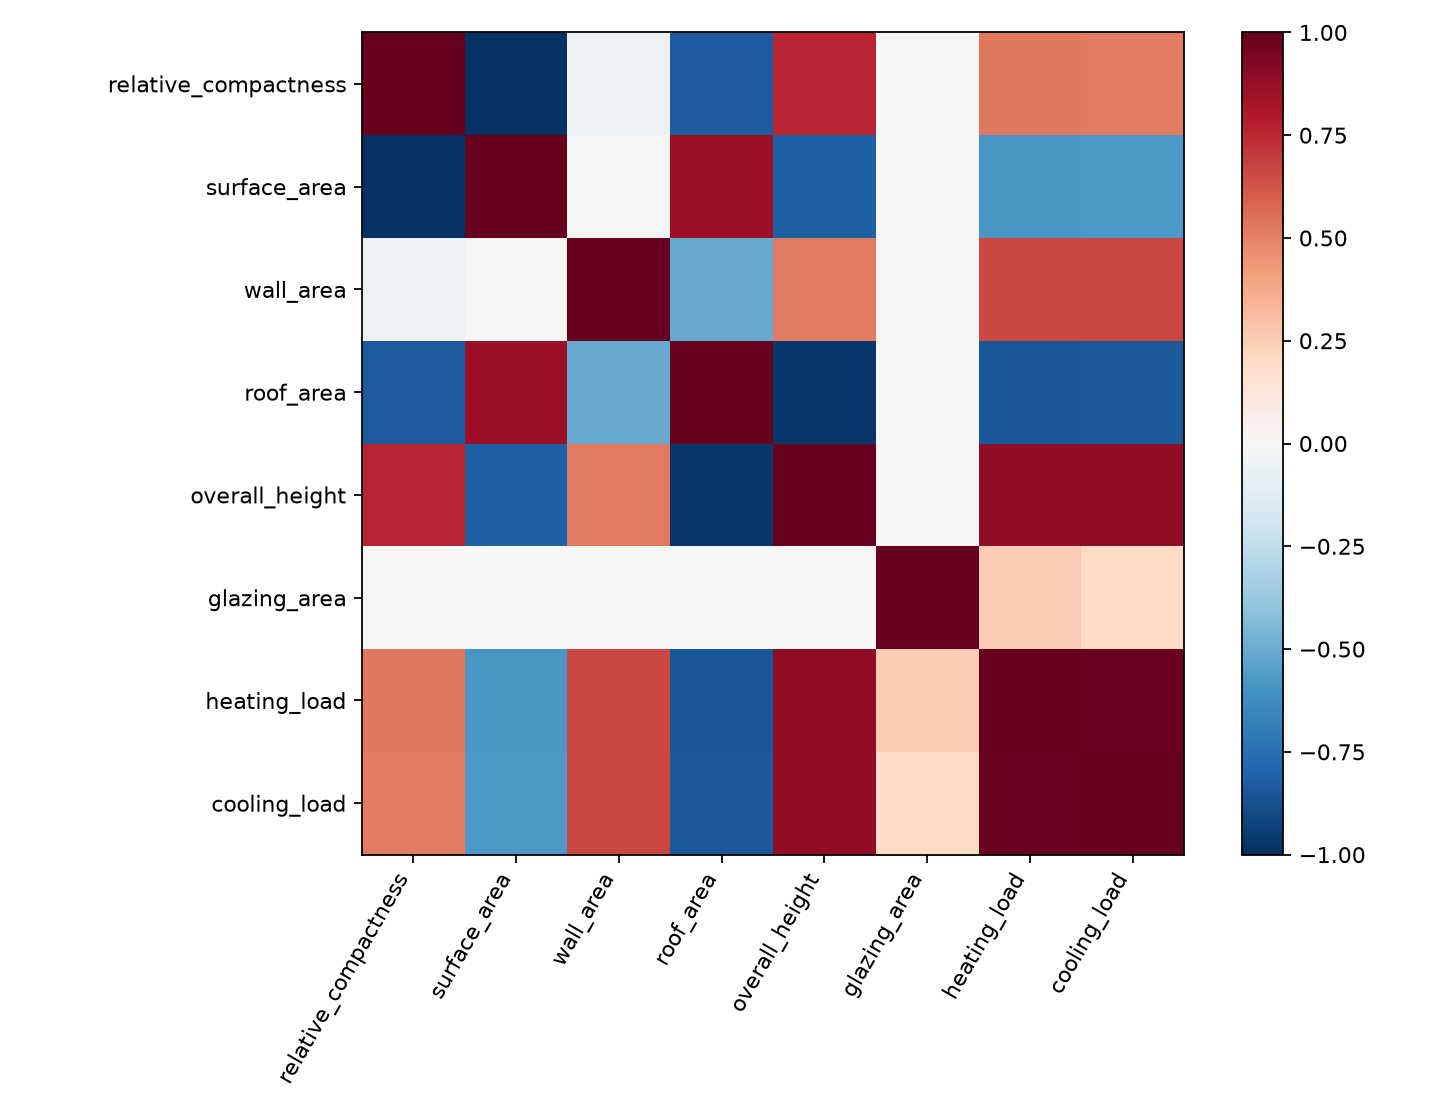 relative_compactness
surface_area
wall_area
roof_area
overall_height
glazing_area
heating_load
cooling_load
relative_compactness
surface_area
wall_area
roof_area
overall_height
glazing_area
heating_load
cooling_load
1.00
0.75
0.50
0.25
0.00
−0.25
−0.50
−0.75
−1.00